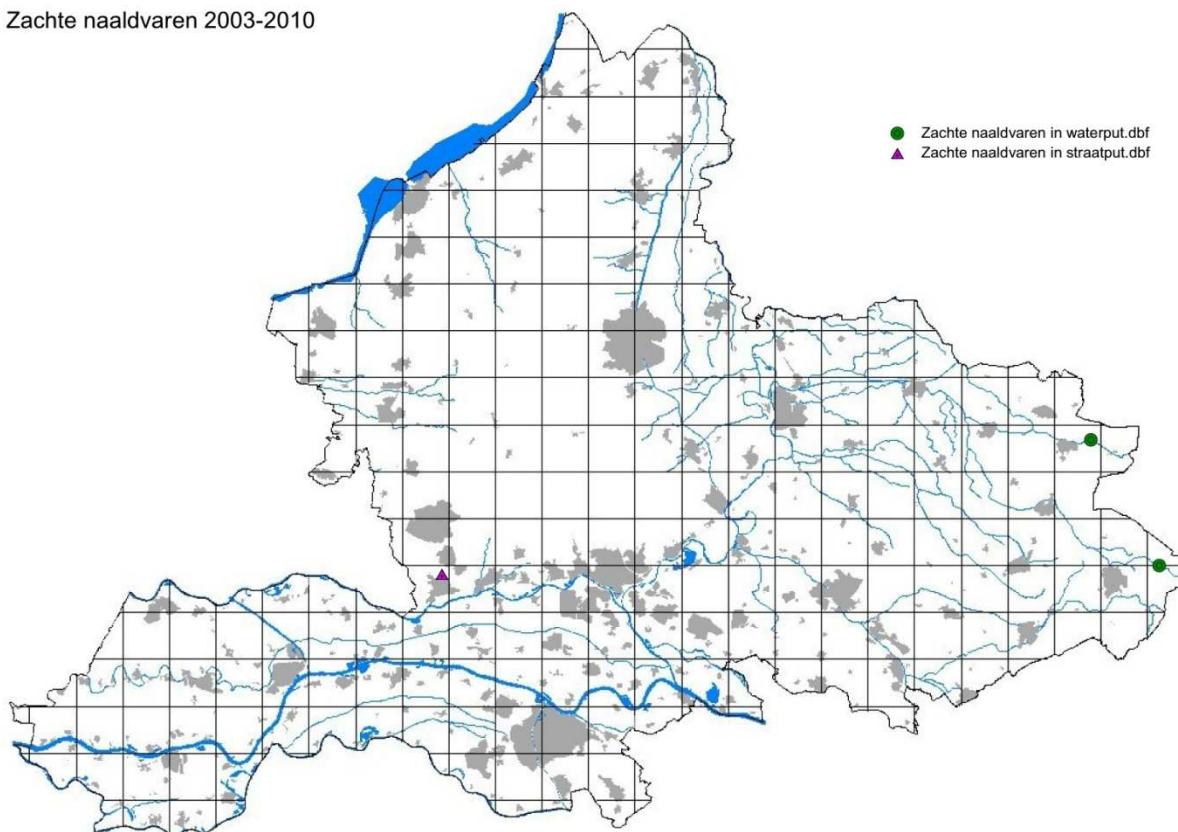 Zachte naaldvaren 2003-2010
Zachte naaldvaren in waterput.dbf
Zachte naaldvaren in straatput.dbf